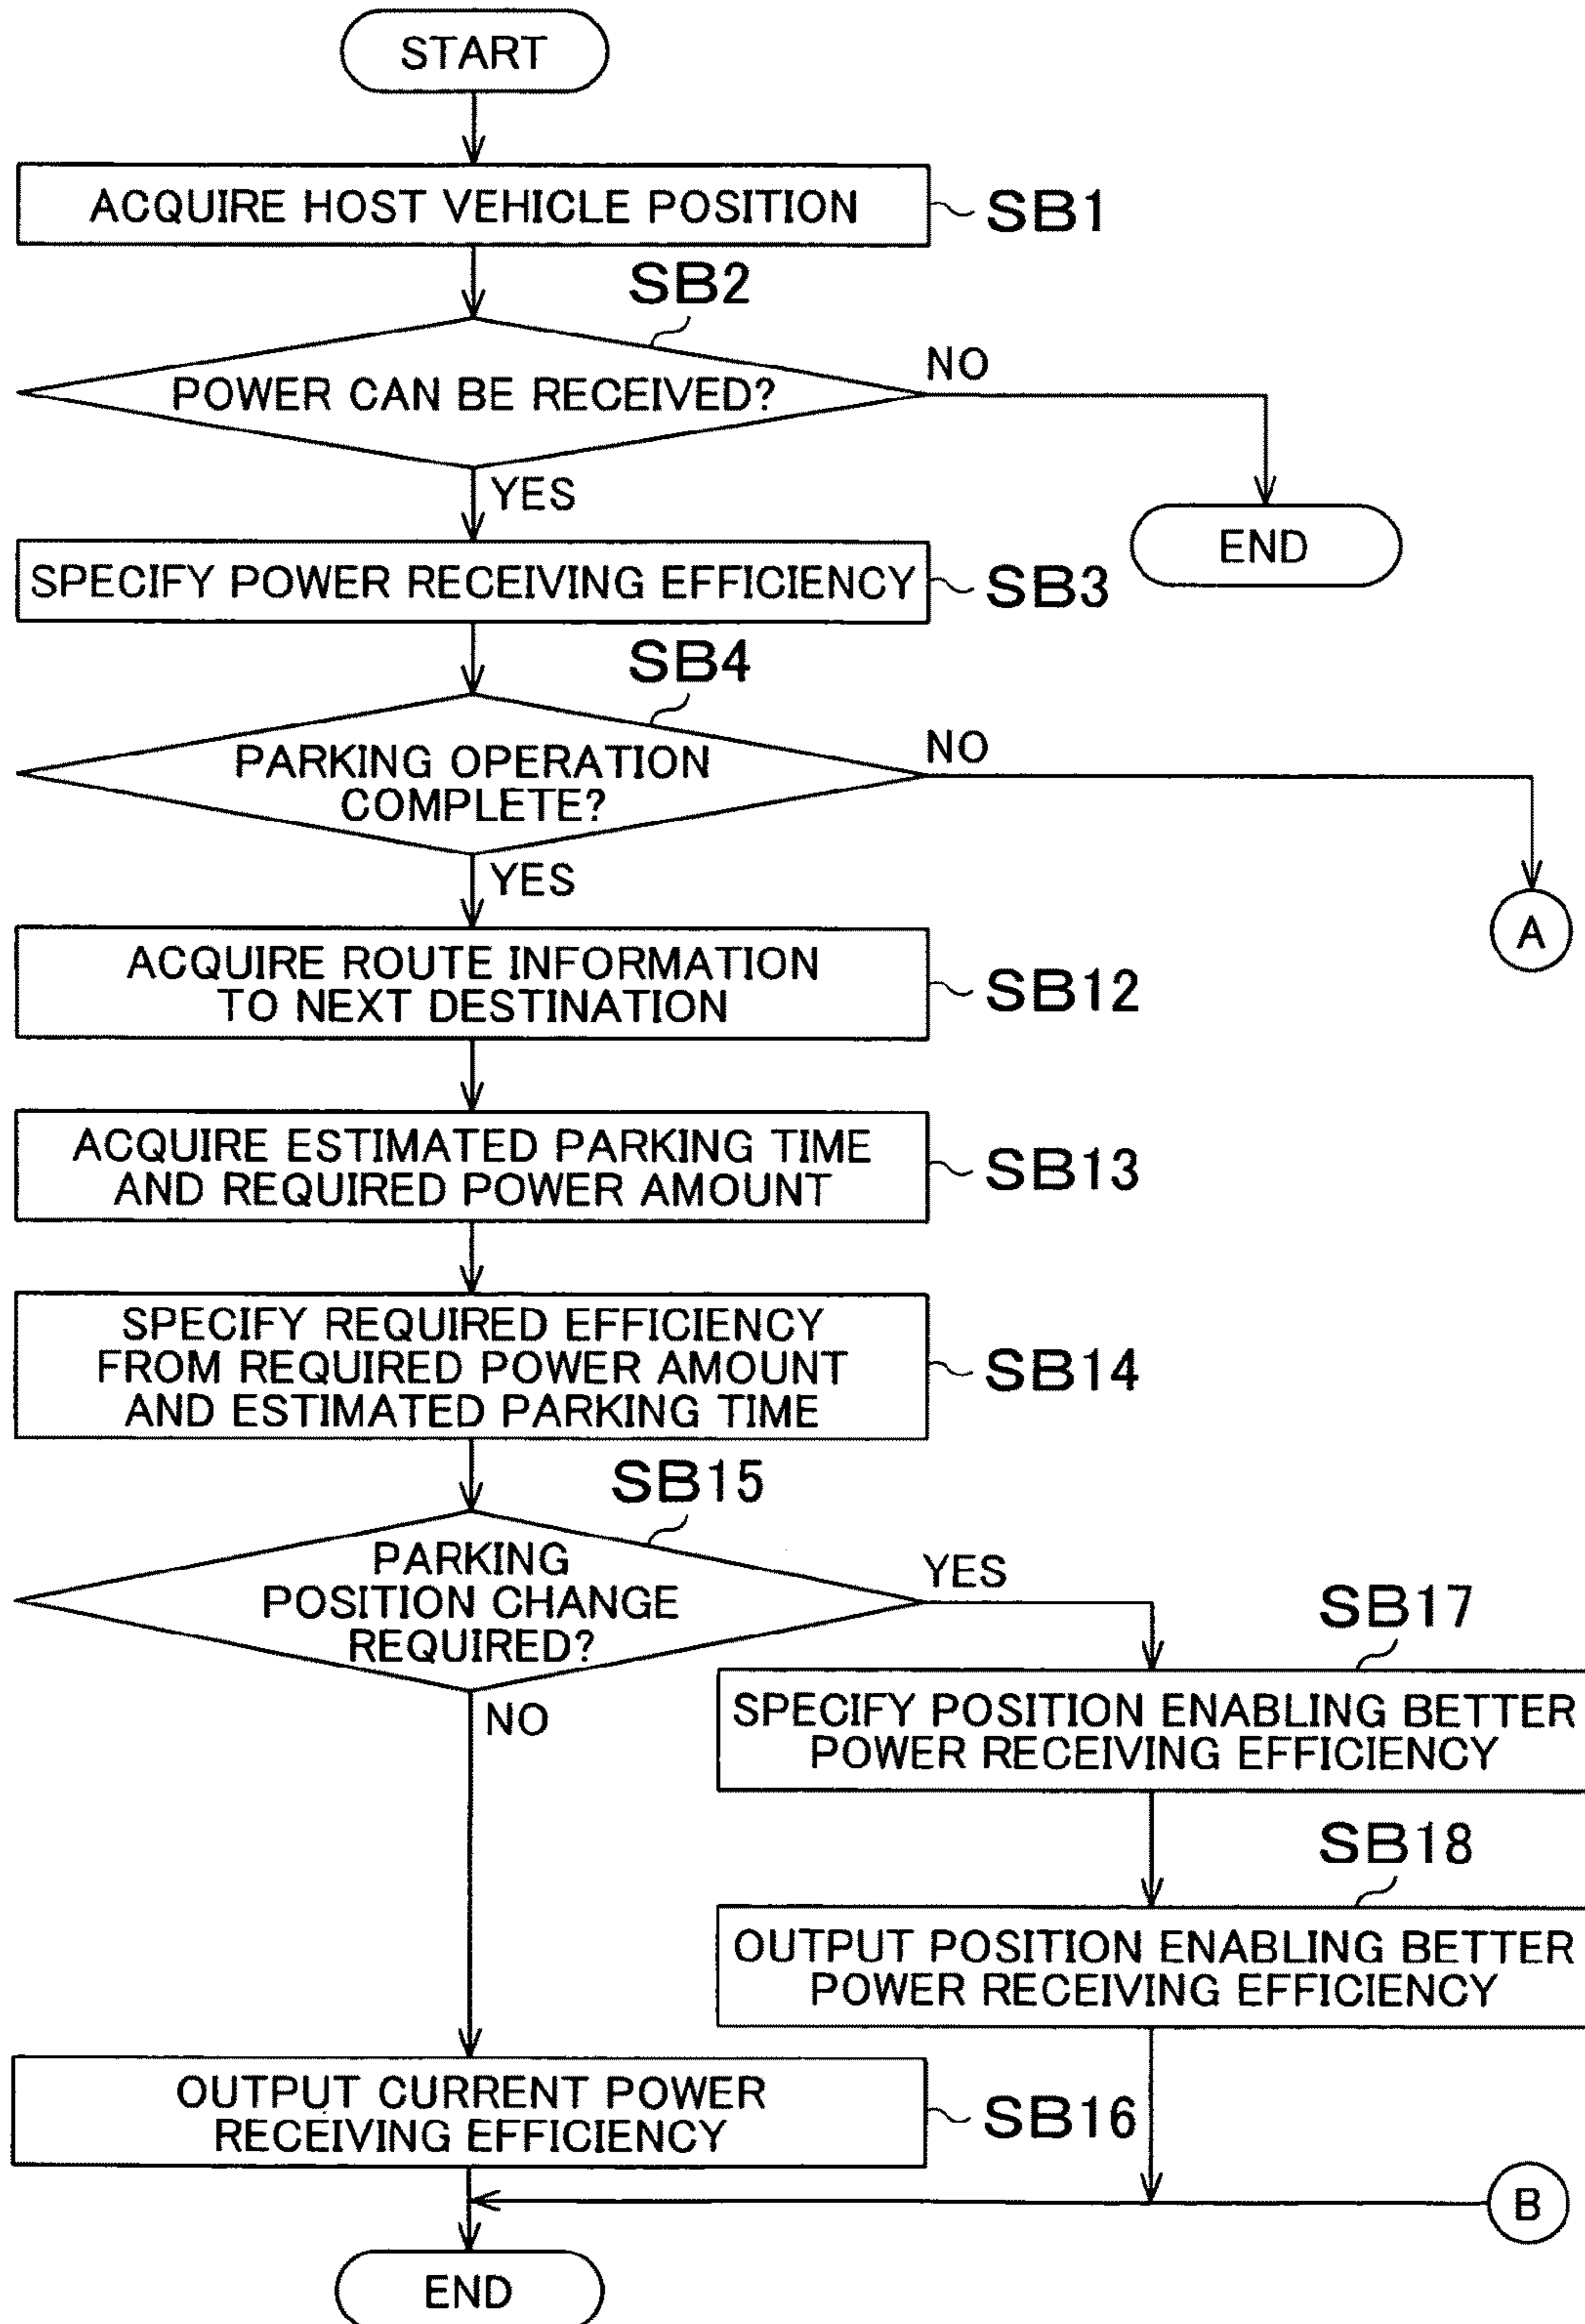 START
ACQUIRE HOST VEHICLE POSITION
SB1
SB2
POWER CAN BE RECEIVED?
NO
YES
END
SPECIFY POWER RECEIVING EFFICIENCY
SB3
SB4
PARKING OPERATION
COMPLETE?
NO
YES
A
ACQUIRE ROUTE INFORMATION
TO NEXT DESTINATION
SB12
ACQUIRE ESTIMATED PARKING TIME
AND REQUIRED POWER AMOUNT
SB13
SPECIFY REQUIRED EFFICIENCY
FROM REQUIRED POWER AMOUNT
AND ESTIMATED PARKING TIME
SB14
SB15
PARKING
POSITION CHANGE
REQUIRED?
YES
NO
SB17
SPECIFY POSITION ENABLING BETTER
POWER RECEIVING EFFICIENCY
SB18
OUTPUT POSITION ENABLING BETTER
POWER RECEIVING EFFICIENCY
OUTPUT CURRENT POWER
RECEIVING EFFICIENCY
SB16
B
END